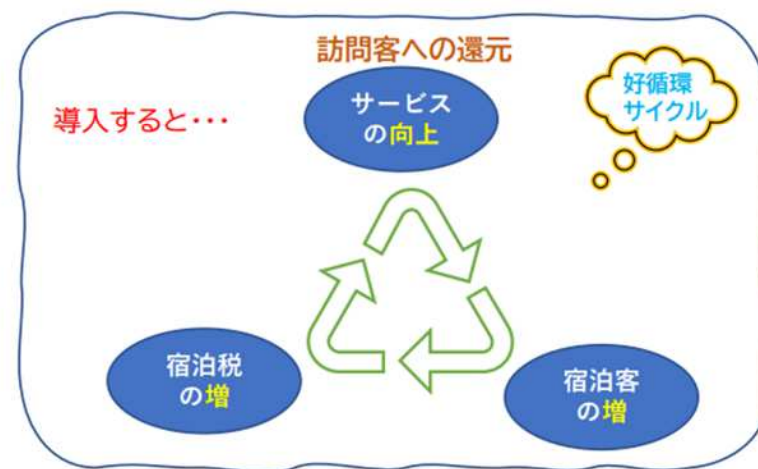 訪問客への還元
サービス
の向上
好循環
サイクル
導入すると・・・
宿泊税
の増
宿泊客
の増